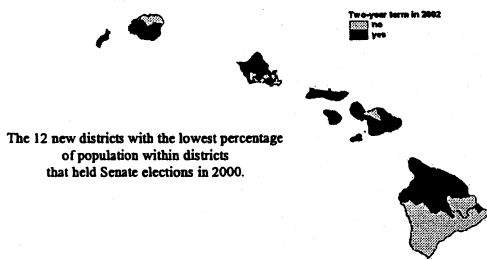 Two-year term in 2002
no
yes
The 12 new districts with the lowest percentage
of population within districts
that held Senate elections in 2000.